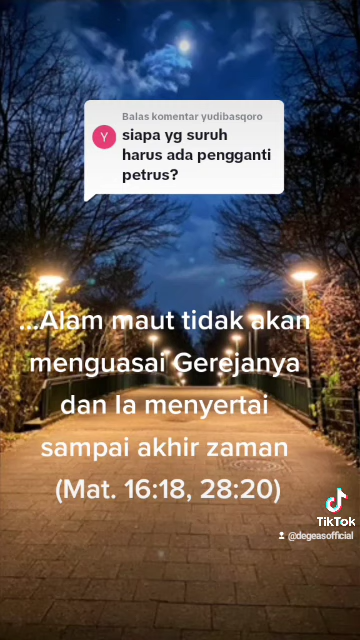 Balas komentar yudibasqoro
Y
siapa yg suruh
harus ada pengganti
petrus?
...Alam maut tidak akan
menguasai Gerejanya
dan Ia menyertai
sampai akhir zaman
(Mat. 16:18, 28:20)
TikTok
@degeasofficial